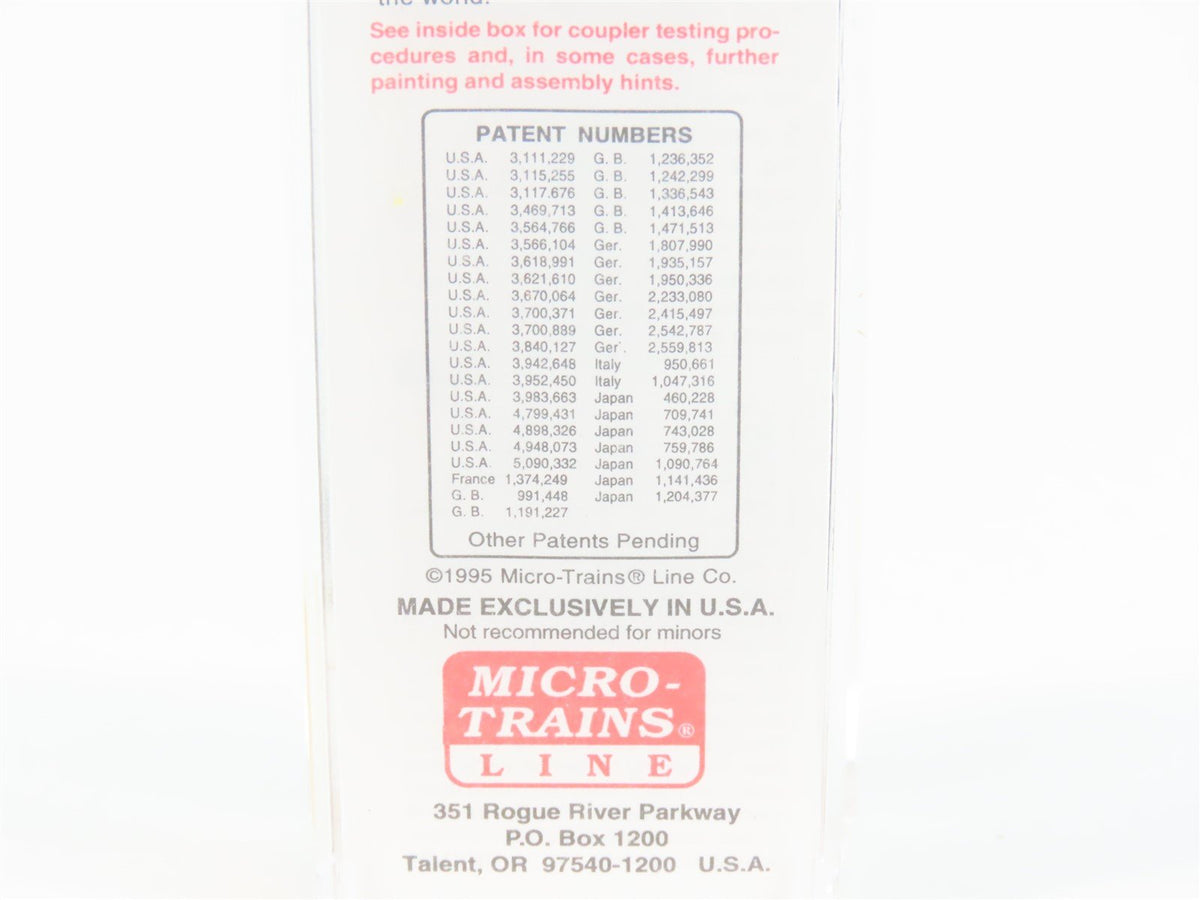 the world.
See inside box for coupler testing pro-
cedures and, in some cases, further
painting and assembly hints.
PATENT NUMBERS
U.S.A. 3,111,229 G. B. 1,236,352
U.S.A. 3,115,255 G. B. 1,242,299
U.S.A. 3,117.676 G. B. 1,336,543
U.S.A. 3,469,713 G. B. 1,413,646
U.S.A. 3,564,766 G. B. 1,471,513
U.S.A. 3,566,104 Ger. 1,807,990
U.S.A. 3,618,991 Ger. 1,935,157
U.S.A. 3,621,610 Ger. 1,950,336
U.S.A. 3,670,064 Ger. 2,233,080
U.S.A. 3,700,371 Ger. 2,415,497
U.S.A. 3,700,889 Ger. 2,542,787
U.S.A. 3,840,127 Ger. 2,559,813
U.S.A. 3,942,648 Italy 950,661
U.S.A. 3,952,450 Italy 1,047,316
U.S.A. 3,983,663 Japan 460,228
U.S.A. 4,799,431 Japan 709,741
U.S.A. 4,898,326 Japan 743,028
U.S.A. 4,948,073 Japan 759,786
U.S.A. 5,090,332 Japan 1,090,764
France 1,374,249 Japan 1,141,436
G. B. 991,448 Japan 1,204,377
G. B. 1,191,227
Other Patents Pending
©1995 Micro-Trains® Line Co.
MADE EXCLUSIVELY IN U.S.A.
Not recommended for minors
MICRO-
TRAINS®
LINE
351 Rogue River Parkway
P.O. Box 1200
Talent, OR 97540-1200 U.S.A.